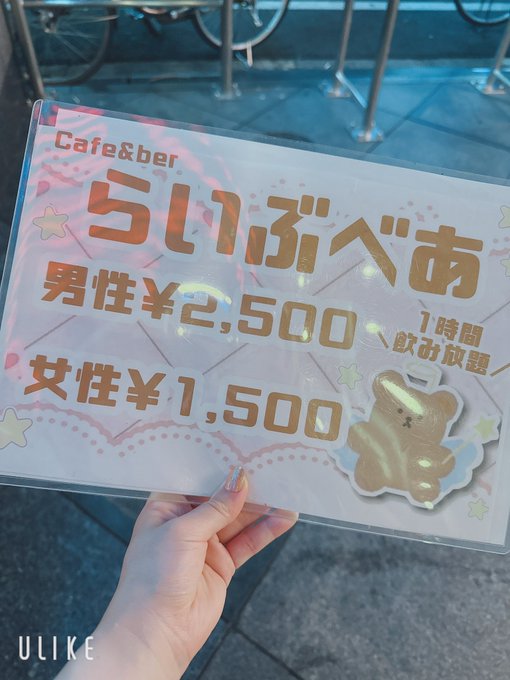 Cafe&ber
らいぶべあ
男性¥2,500
1時間
\飲み放題/
女性¥1,500
ULIKE